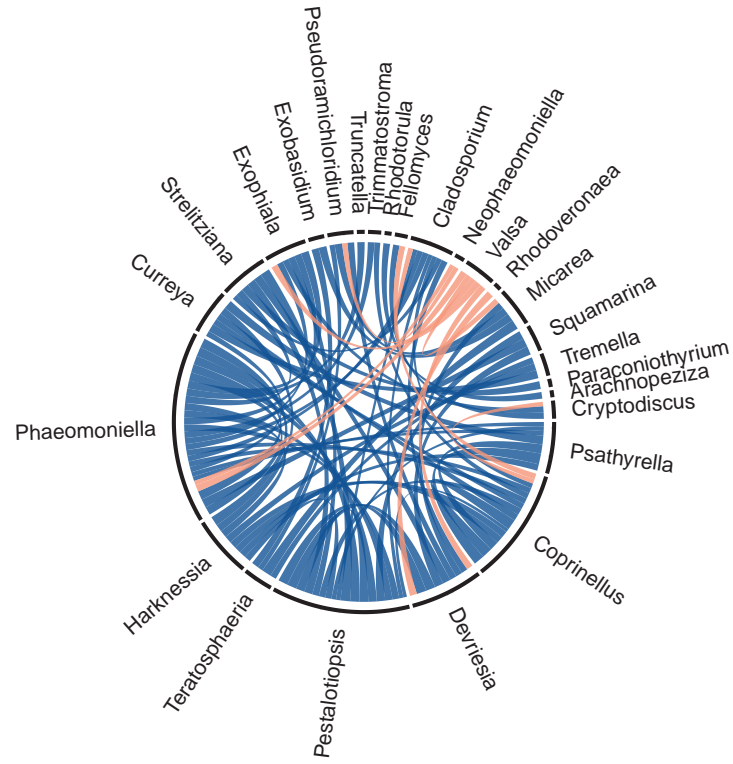 Pseudoramichloridium
Truncatella
Trimmatostroma
Rhodotorula
Fellomyces
Cladosporium
Neophaeomoniella
Valsa
Rhodoveronaea
Micarea
Squamarina
Tremella
Paraconiothyrium
Arachnopeziza
Cryptodiscus
Psathyrella
Coprinellus
Devriesia
Pestalotiopsis
Teratosphaeria
Harknessia
Phaeomoniella
Curreya
Strelitziana
Exophiala
Exobasidium